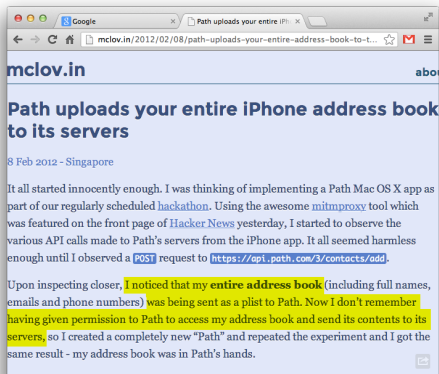 Google
Path uploads your entire iPh
mclov.in/2012/02/08/path-uploads-your-entire-address-book-to-t...
mclov.in
abou
Path uploads your entire iPhone address book
to its servers
8 Feb 2012 - Singapore
It all started innocently enough. I was thinking of implementing a Path Mac OS X app as
part of our regularly scheduled hackathon. Using the awesome mitmproxy tool which
was featured on the front page of Hacker News yesterday, I started to observe the
various API calls made to Path's servers from the iPhone app. It all seemed harmless
enough until I observed a POST request to https://api.path.com/3/contacts/add.
Upon inspecting closer, I noticed that my entire address book (including full names,
emails and phone numbers) was being sent as a plist to Path. Now I don't remember
having given permission to Path to access my address book and send its contents to its
servers, so I created a completely new "Path" and repeated the experiment and I got the
same result - my address book was in Path's hands.